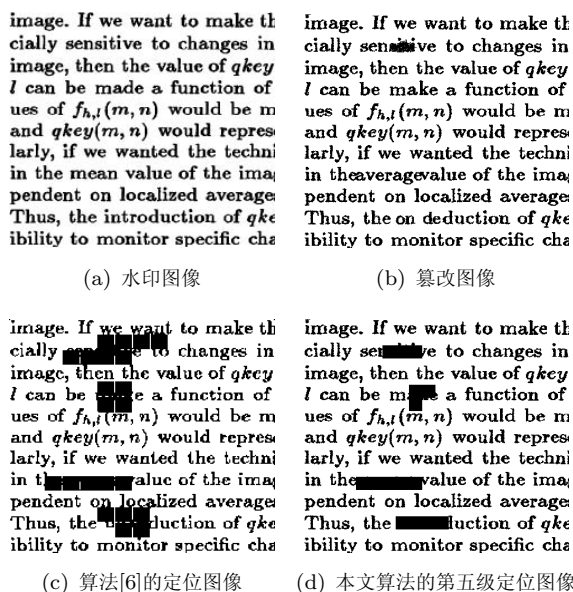 image. If we want to make th
cially sensitive to changes in
image, then the value of qkey
l can be made a function of
ues of f_{h,l}(m, n) would be m
and qkey(m, n) would represe
larly, if we wanted the techni
in the mean value of the imag
pendent on localized average
Thus, the introduction of qke
ibility to monitor specific cha
(a) 水印图像
image. If we want to make th
cially ve to changes in
image, then the value of qkey
l can be make a function of
ues of f_{h,l}(m, n) would be m
and qkey(m, n) would represe
larly, if we wanted the techni
in theaveragevalue of the imag
pendent on localized average
Thus, the on deduction of qke
ibility to monitor specific cha
(b) 篡改图像
image. If we want to make th
cially to changes in
image, then the value of qkey
l can be e a function of
ues of f_{h,l}(m, n) would be m
and qkey(m, n) would represe
larly, if we wanted the techni
in value of the imag
pendent on localized average
Thus, the duction of qke
ibility to monitor specific cha
(c) 算法[6]的定位图像
image. If we want to make th
cially se ve to changes in
image, then the value of qkey
l can be m a function of
ues of f_{h,l}(m, n) would be m
and qkey(m, n) would represe
larly, if we wanted the techni
in the value of the imag
pendent on localized average
Thus, the duction of qke
ibility to monitor specific cha
(d) 本文算法的第五级定位图像